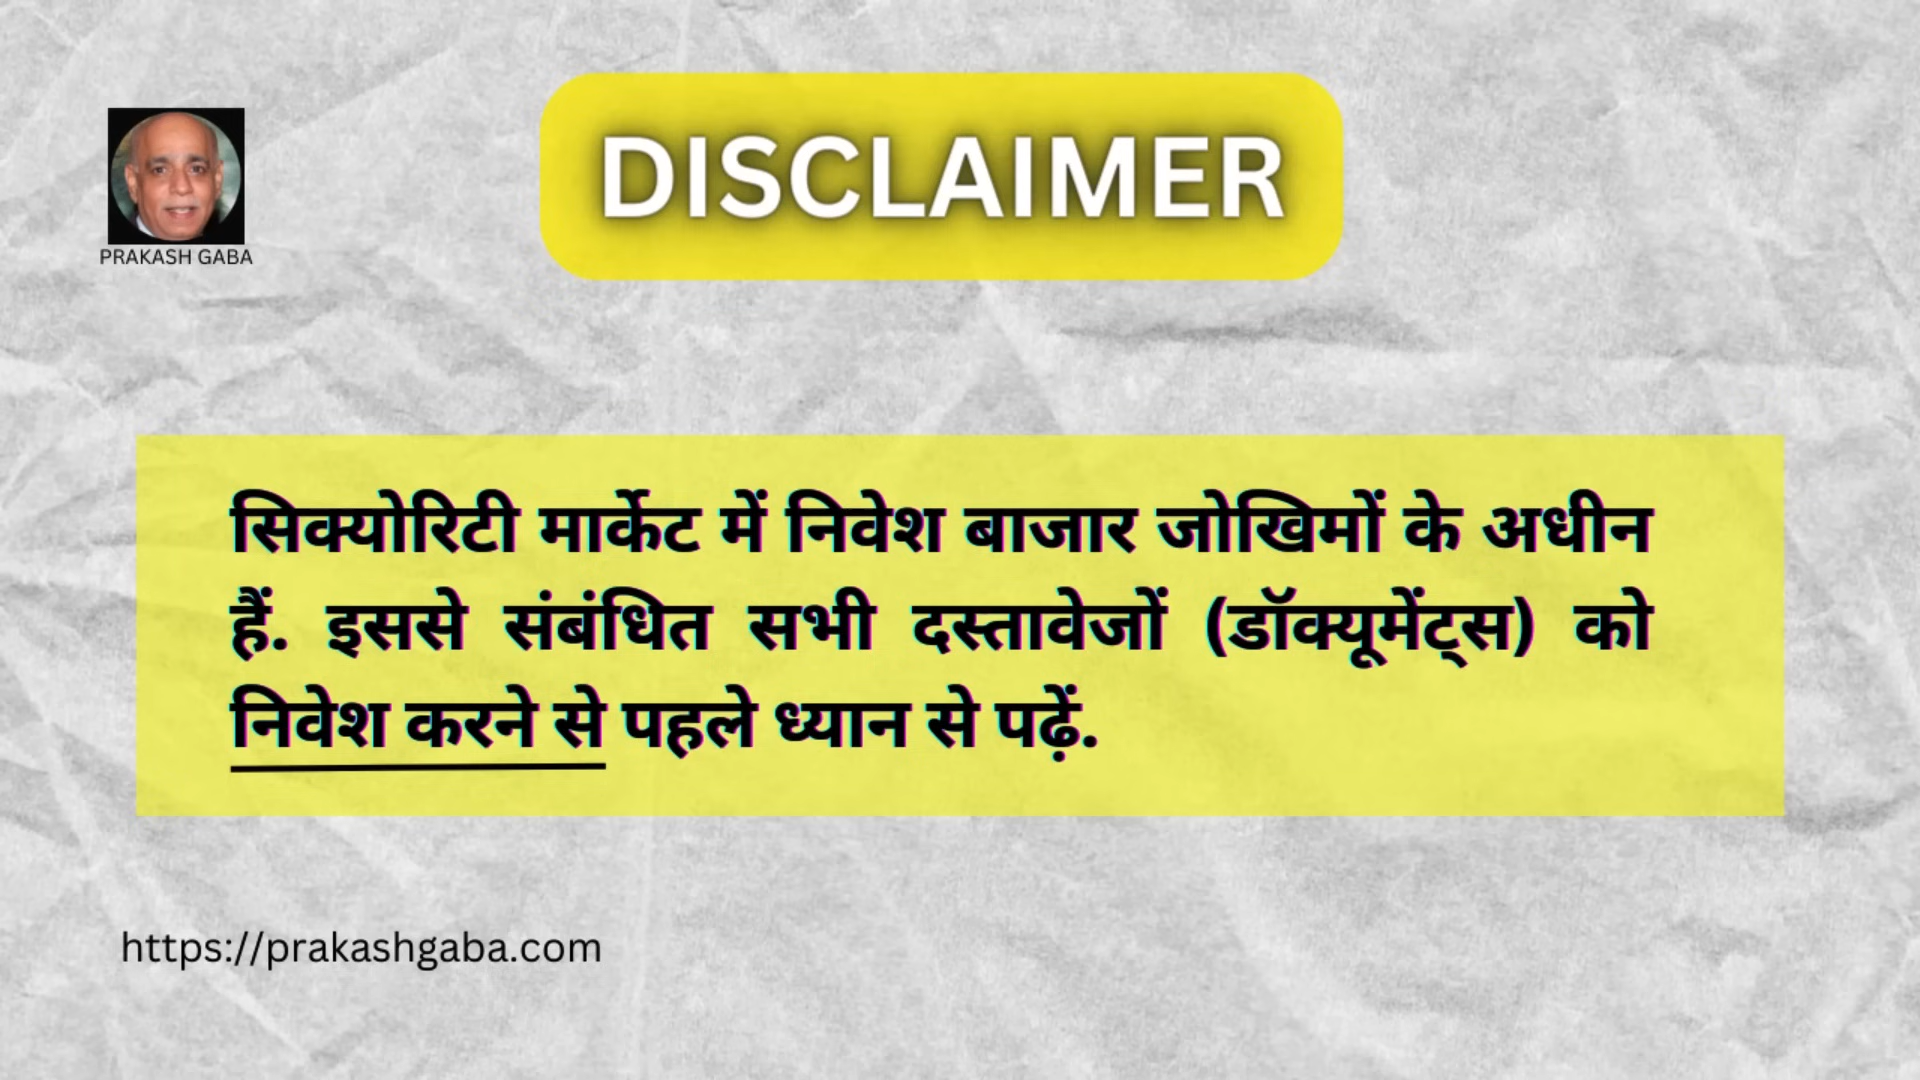 DISCLAIMER
PRAKASH GABA
सिक्योरिटी मार्केट में निवेश बाजार जोखिमों के अधीन
हैं. इससे संबंधित सभी दस्तावेजों (डॉक्यूमेंट्स) को
निवेश करने से पहले ध्यान से पढ़ें.
https://prakashgaba.com